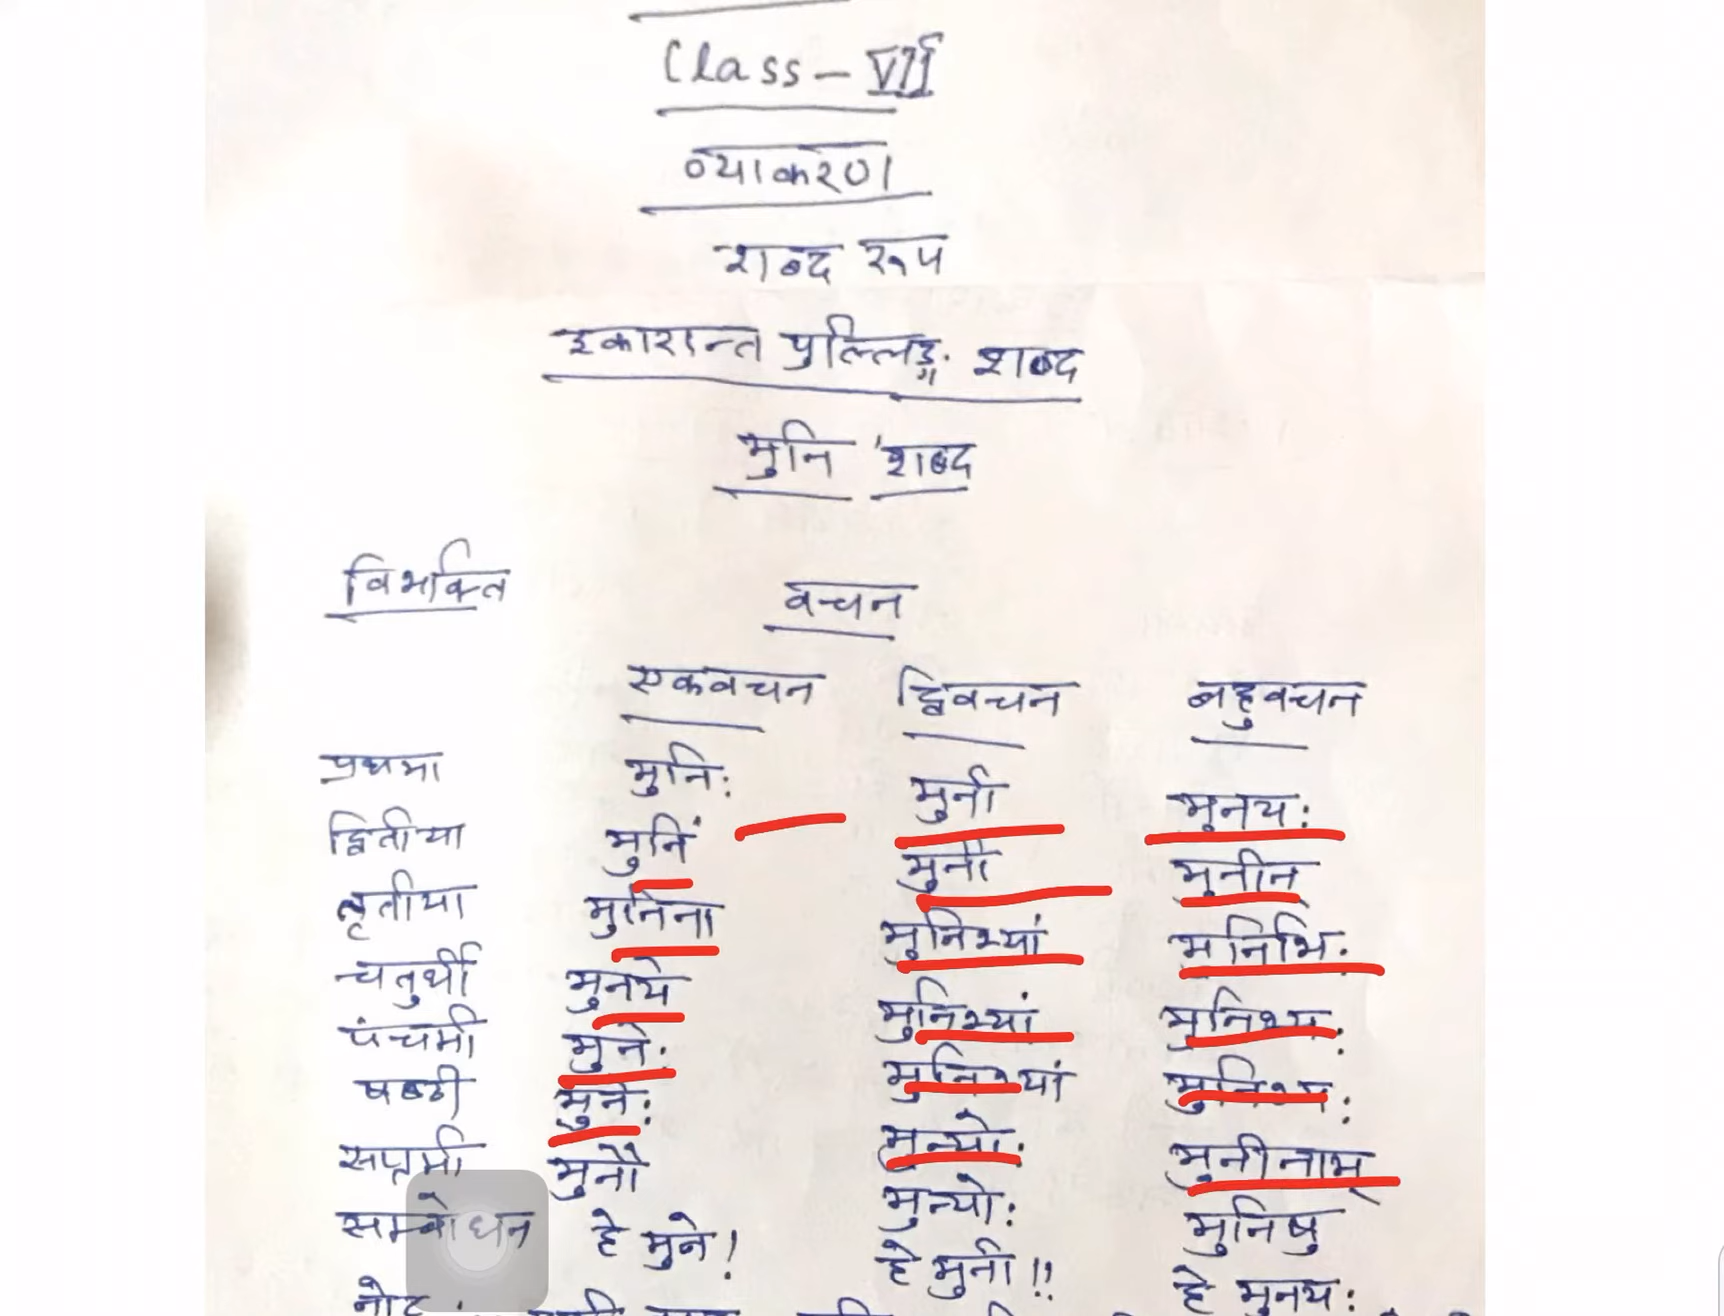 Class - VII
व्याकरण
शब्द रूप
इकारान्त पुल्लिङ्ग शब्द
मुनि शब्द
विभक्ति वचन
एकवचन द्विवचन बहुवचन
प्रथमा मुनिः मुनी मुनयः
द्वितीया मुनिं मुनी मुनीन्
तृतीया मुनिना मुनिभ्यां मुनिभिः
चतुर्थी मुनये मुनिभ्यां मुनिभ्यः
पंचमी मुनेः मुनिभ्यां मुनिभ्यः
षष्ठी मुनेः मुन्योः मुनीनाम्
सप्तमी मुनौ मुन्योः मुनिषु
सम्बोधन हे मुने! हे मुनी!! हे मुनयः
नोट